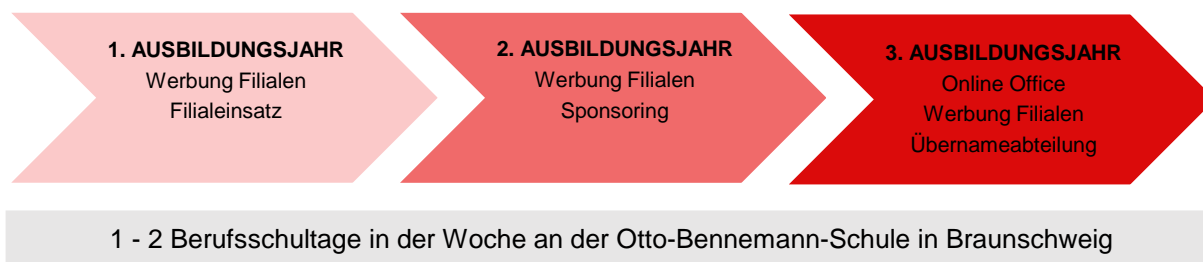 1. AUSBILDUNGSJAHR
Werbung Filialen
Filialeinsatz
2. AUSBILDUNGSJAHR
Werbung Filialen
Sponsoring
3. AUSBILDUNGSJAHR
Online Office
Werbung Filialen
Übernameabteilung
1 - 2 Berufsschultage in der Woche an der Otto-Bennemann-Schule in Braunschweig